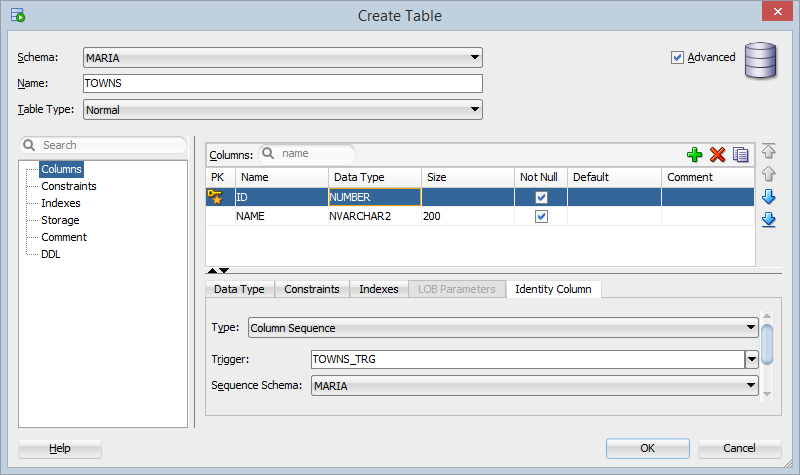 Create Table
Schema: MARIA
Advanced
Name: TOWNS
Table Type: Normal
Search
Columns
Constraints
Indexes
Storage
Comment
DDL
Columns: name
PK Name Data Type Size Not Null Default Comment
ID NUMBER
NAME NVARCHAR2 200
Data Type Constraints Indexes LOB Parameters Identity Column
Type: Column Sequence
Trigger: TOWNS_TRG
Sequence Schema: MARIA
Help OK Cancel